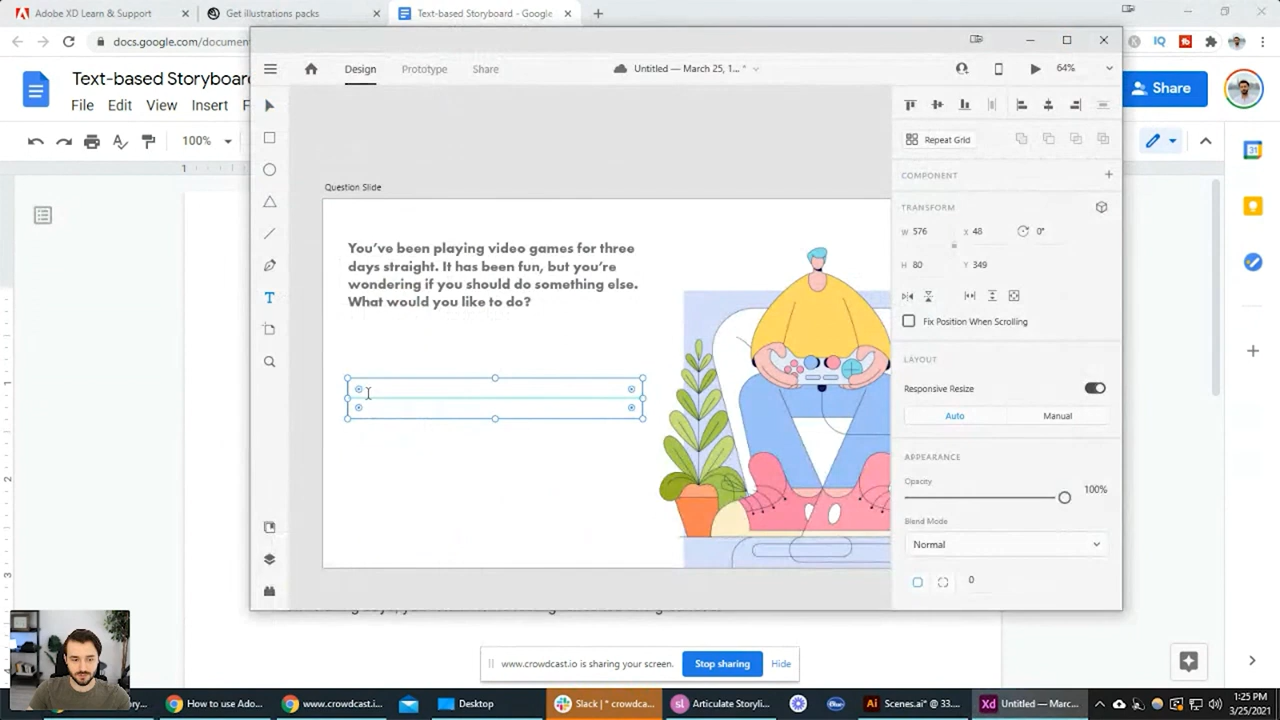 Adobe XD Learn & Support
Get illustrations packs
Text-based Storyboard - Google
docs.google.com/documen
Text-based Storyboard
File Edit View Insert F
100%
Share
Design Prototype Share
Untitled — March 25, 1... *
64%
Repeat Grid
COMPONENT
TRANSFORM
W 576 X 48 0°
H 80 Y 349
Fix Position When Scrolling
LAYOUT
Responsive Resize
Auto Manual
APPEARANCE
Opacity
100%
Blend Mode
Normal
0
Question Slide
You've been playing video games for three
days straight. It has been fun, but you're
wondering if you should do something else.
What would you like to do?
1
1
2
3
4
31
www.crowdcast.io is sharing your screen.
Stop sharing
Hide
How to use Ado...
www.crowdcast.i...
Desktop
Slack | * crowdca...
Articulate Storyli...
Scenes.ai* @ 33....
Untitled — Marc...
1:25 PM
3/25/2021